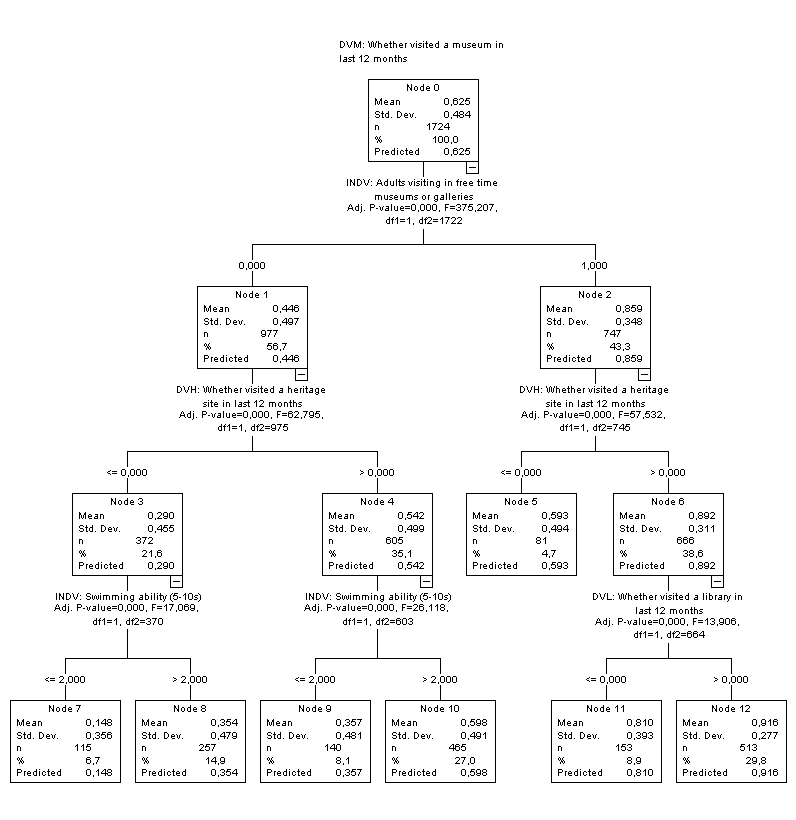 DVM: Whether visited a museum in
last 12 months
Node 0
Mean 0,625
Std. Dev. 0,484
n 1724
% 100,0
Predicted 0,625
INDV: Adults visiting in free time
museums or galleries
Adj. P-value=0,000, F=375,207,
df1=1, df2=1722
0,000
1,000
Node 1
Mean 0,446
Std. Dev. 0,497
n 977
% 56,7
Predicted 0,446
Node 2
Mean 0,859
Std. Dev. 0,348
n 747
% 43,3
Predicted 0,859
DVH: Whether visited a heritage
site in last 12 months
Adj. P-value=0,000, F=62,795,
df1=1, df2=975
DVH: Whether visited a heritage
site in last 12 months
Adj. P-value=0,000, F=57,532,
df1=1, df2=745
<= 0,000
> 0,000
<= 0,000
> 0,000
Node 3
Mean 0,290
Std. Dev. 0,455
n 372
% 21,6
Predicted 0,290
Node 4
Mean 0,542
Std. Dev. 0,499
n 605
% 35,1
Predicted 0,542
Node 5
Mean 0,593
Std. Dev. 0,494
n 81
% 4,7
Predicted 0,593
Node 6
Mean 0,892
Std. Dev. 0,311
n 666
% 38,6
Predicted 0,892
INDV: Swimming ability (5-10s)
Adj. P-value=0,000, F=17,069,
df1=1, df2=370
INDV: Swimming ability (5-10s)
Adj. P-value=0,000, F=26,118,
df1=1, df2=603
DVL: Whether visited a library in
last 12 months
Adj. P-value=0,000, F=13,906,
df1=1, df2=664
<= 2,000
> 2,000
<= 2,000
> 2,000
<= 0,000
> 0,000
Node 7
Mean 0,148
Std. Dev. 0,356
n 115
% 6,7
Predicted 0,148
Node 8
Mean 0,354
Std. Dev. 0,479
n 257
% 14,9
Predicted 0,354
Node 9
Mean 0,357
Std. Dev. 0,481
n 140
% 8,1
Predicted 0,357
Node 10
Mean 0,598
Std. Dev. 0,491
n 465
% 27,0
Predicted 0,598
Node 11
Mean 0,810
Std. Dev. 0,393
n 153
% 8,9
Predicted 0,810
Node 12
Mean 0,916
Std. Dev. 0,277
n 513
% 29,8
Predicted 0,916